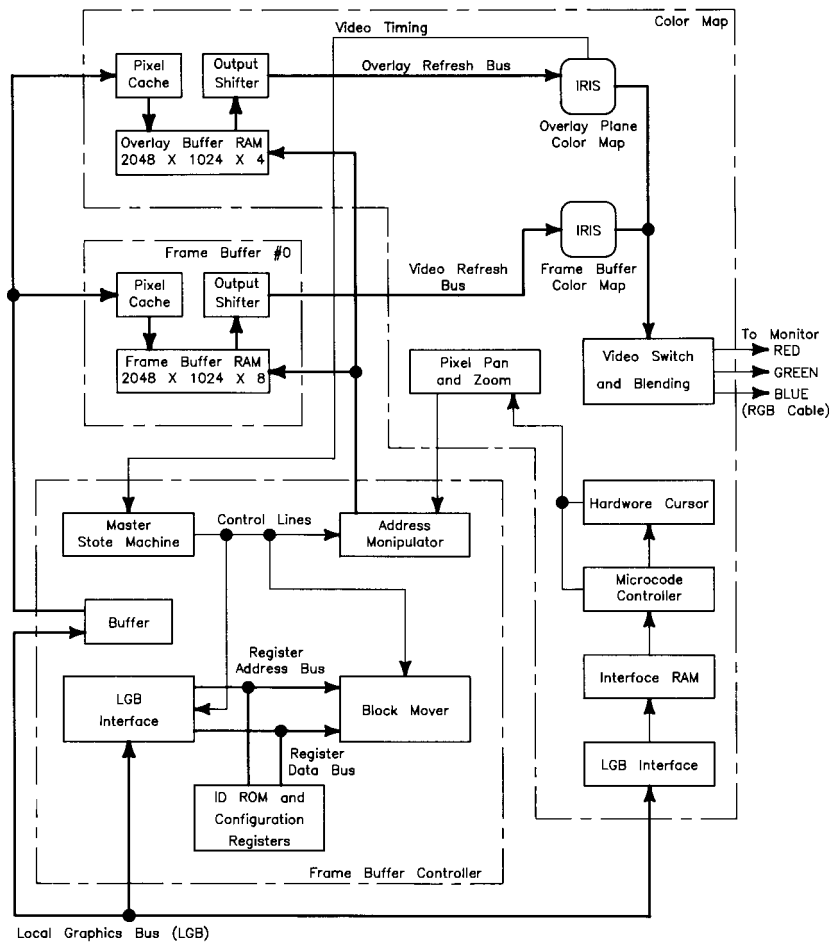 Video Timing
Color Map
Pixel
Cache
Output
Shifter
Overlay Refresh Bus
IRIS
Overlay Plane
Color Map
Overlay Buffer RAM
2048 X 1024 X 4
Frame Buffer #0
Pixel
Cache
Output
Shifter
Video Refresh
Bus
IRIS
Frame Buffer
Color Map
Frame Buffer RAM
2048 X 1024 X 8
Pixel Pan
and Zoom
Video Switch
and Blending
To Monitor
RED
GREEN
BLUE
(RGB Cable)
Master
State Machine
Control Lines
Address
Manipulator
Hardware Cursor
Microcode
Controller
Buffer
Register
Address Bus
LGB
Interface
Block Mover
Interface RAM
Register
Data Bus
LGB Interface
ID ROM and
Configuration
Registers
Frame Buffer Controller
Local Graphics Bus (LGB)